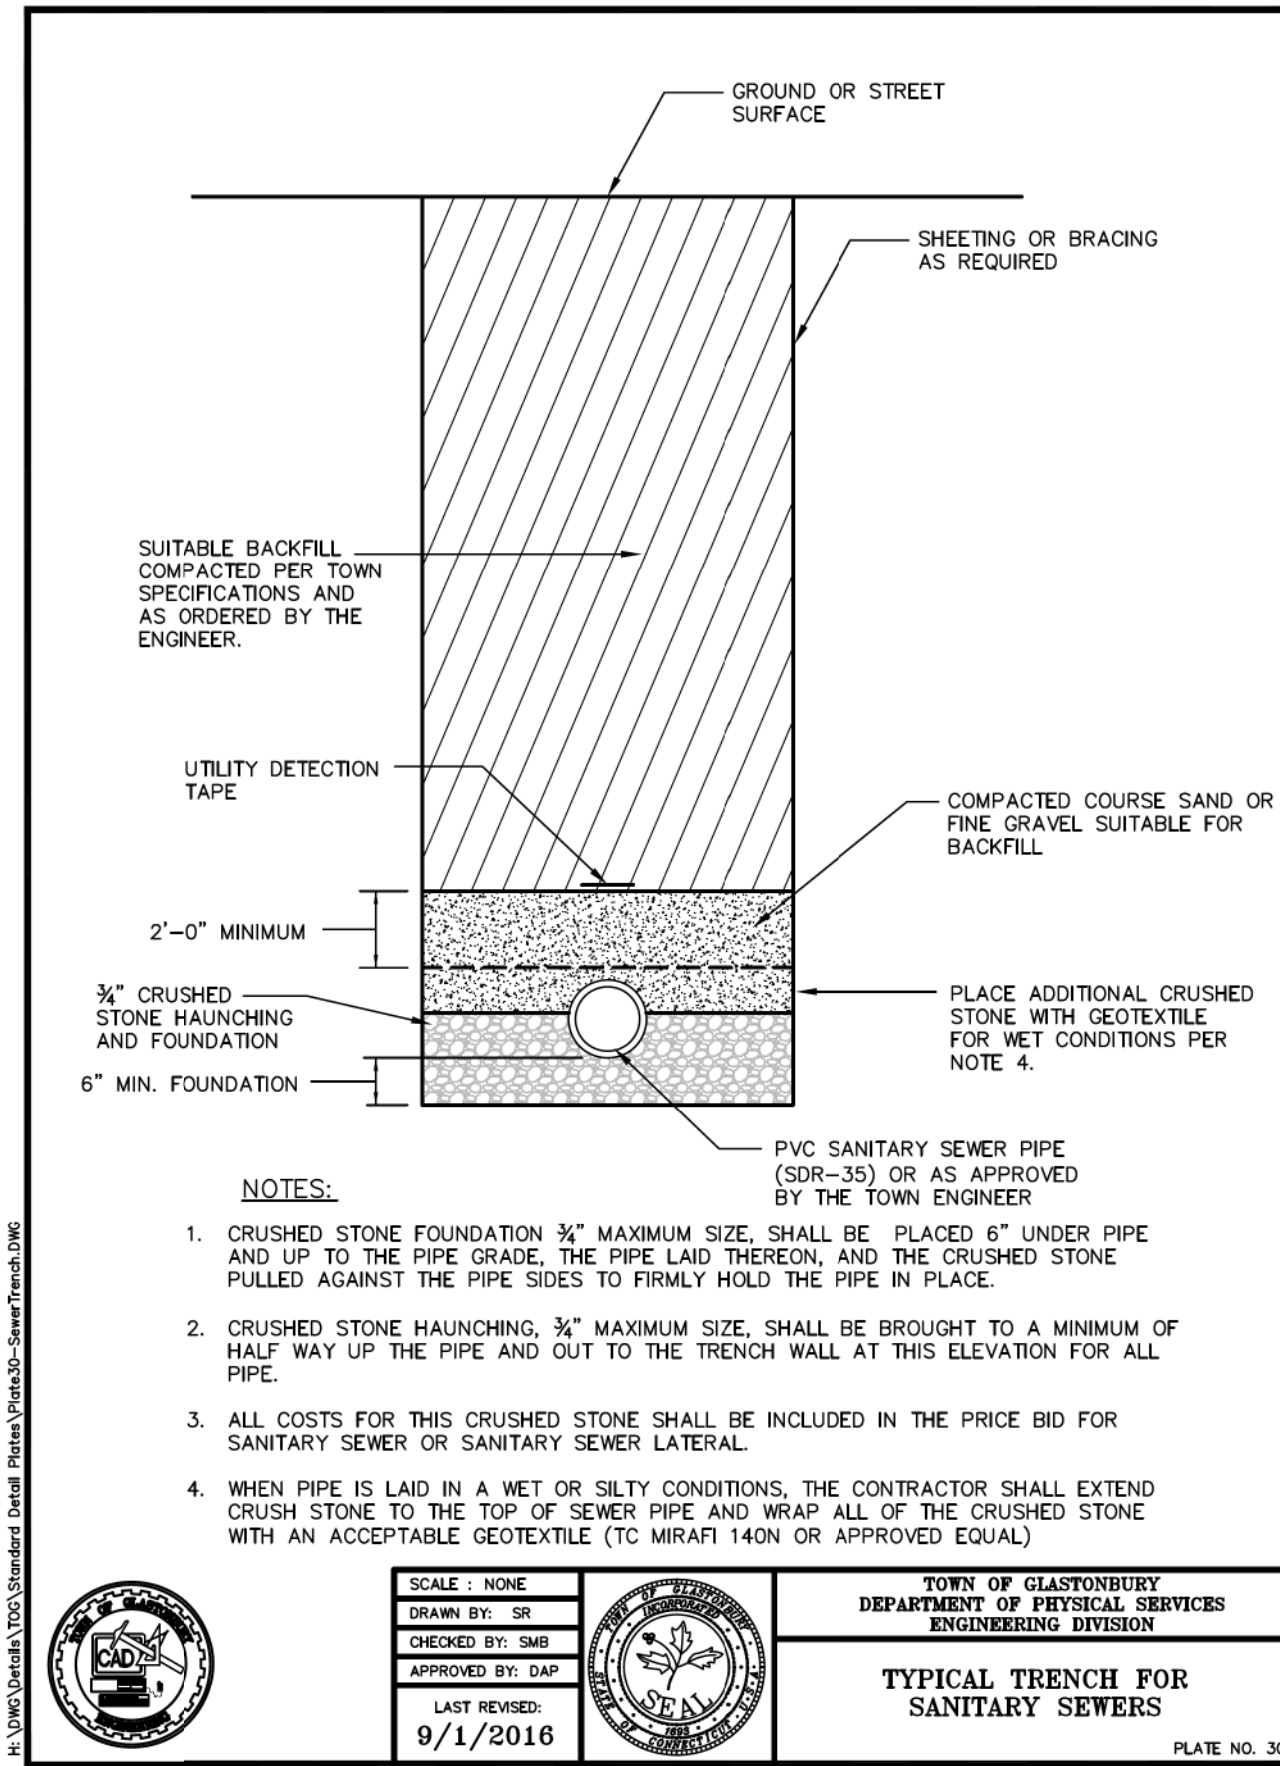 GROUND OR STREET
SURFACE
SHEETING OR BRACING
AS REQUIRED
SUITABLE BACKFILL
COMPACTED PER TOWN
SPECIFICATIONS AND
AS ORDERED BY THE
ENGINEER.
UTILITY DETECTION
TAPE
COMPACTED COURSE SAND OR
FINE GRAVEL SUITABLE FOR
BACKFILL
2'-0" MINIMUM
¾" CRUSHED
STONE HAUNCHING
AND FOUNDATION
PLACE ADDITIONAL CRUSHED
STONE WITH GEOTEXTILE
FOR WET CONDITIONS PER
NOTE 4.
6" MIN. FOUNDATION
PVC SANITARY SEWER PIPE
(SDR-35) OR AS APPROVED
BY THE TOWN ENGINEER
NOTES:
1. CRUSHED STONE FOUNDATION ¾" MAXIMUM SIZE, SHALL BE PLACED 6" UNDER PIPE
AND UP TO THE PIPE GRADE, THE PIPE LAID THEREON, AND THE CRUSHED STONE
PULLED AGAINST THE PIPE SIDES TO FIRMLY HOLD THE PIPE IN PLACE.
2. CRUSHED STONE HAUNCHING, ¾" MAXIMUM SIZE, SHALL BE BROUGHT TO A MINIMUM OF
HALF WAY UP THE PIPE AND OUT TO THE TRENCH WALL AT THIS ELEVATION FOR ALL
PIPE.
3. ALL COSTS FOR THIS CRUSHED STONE SHALL BE INCLUDED IN THE PRICE BID FOR
SANITARY SEWER OR SANITARY SEWER LATERAL.
4. WHEN PIPE IS LAID IN A WET OR SILTY CONDITIONS, THE CONTRACTOR SHALL EXTEND
CRUSH STONE TO THE TOP OF SEWER PIPE AND WRAP ALL OF THE CRUSHED STONE
WITH AN ACCEPTABLE GEOTEXTILE (TC MIRAFI 140N OR APPROVED EQUAL)
H:\DWG\Details\TOG\Standard Detail Plates\Plate30-SewerTrench.DWG
TOWN OF GLASTONBURY
CAD
ENGINEERING
SCALE : NONE
DRAWN BY: SR
CHECKED BY: SMB
APPROVED BY: DAP
LAST REVISED:
9/1/2016
TOWN OF GLASTONBURY
INCORPORATED
SEAL
1693
STATE OF CONNECTICUT U.S.A.
TOWN OF GLASTONBURY
DEPARTMENT OF PHYSICAL SERVICES
ENGINEERING DIVISION
TYPICAL TRENCH FOR
SANITARY SEWERS
PLATE NO. 30